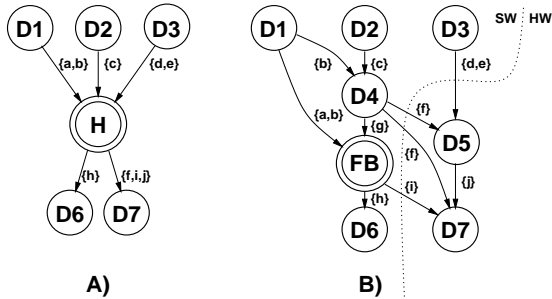 D1 D2 D3
{a,b} {c} {d,e}
H
{h} {f,i,j}
D6 D7
A)
D1 D2 D3 SW HW
{b} {c} {d,e}
D4
{a,b} {g} {f} {f} D5
FB {i} {j}
{h}
D6 D7
B)